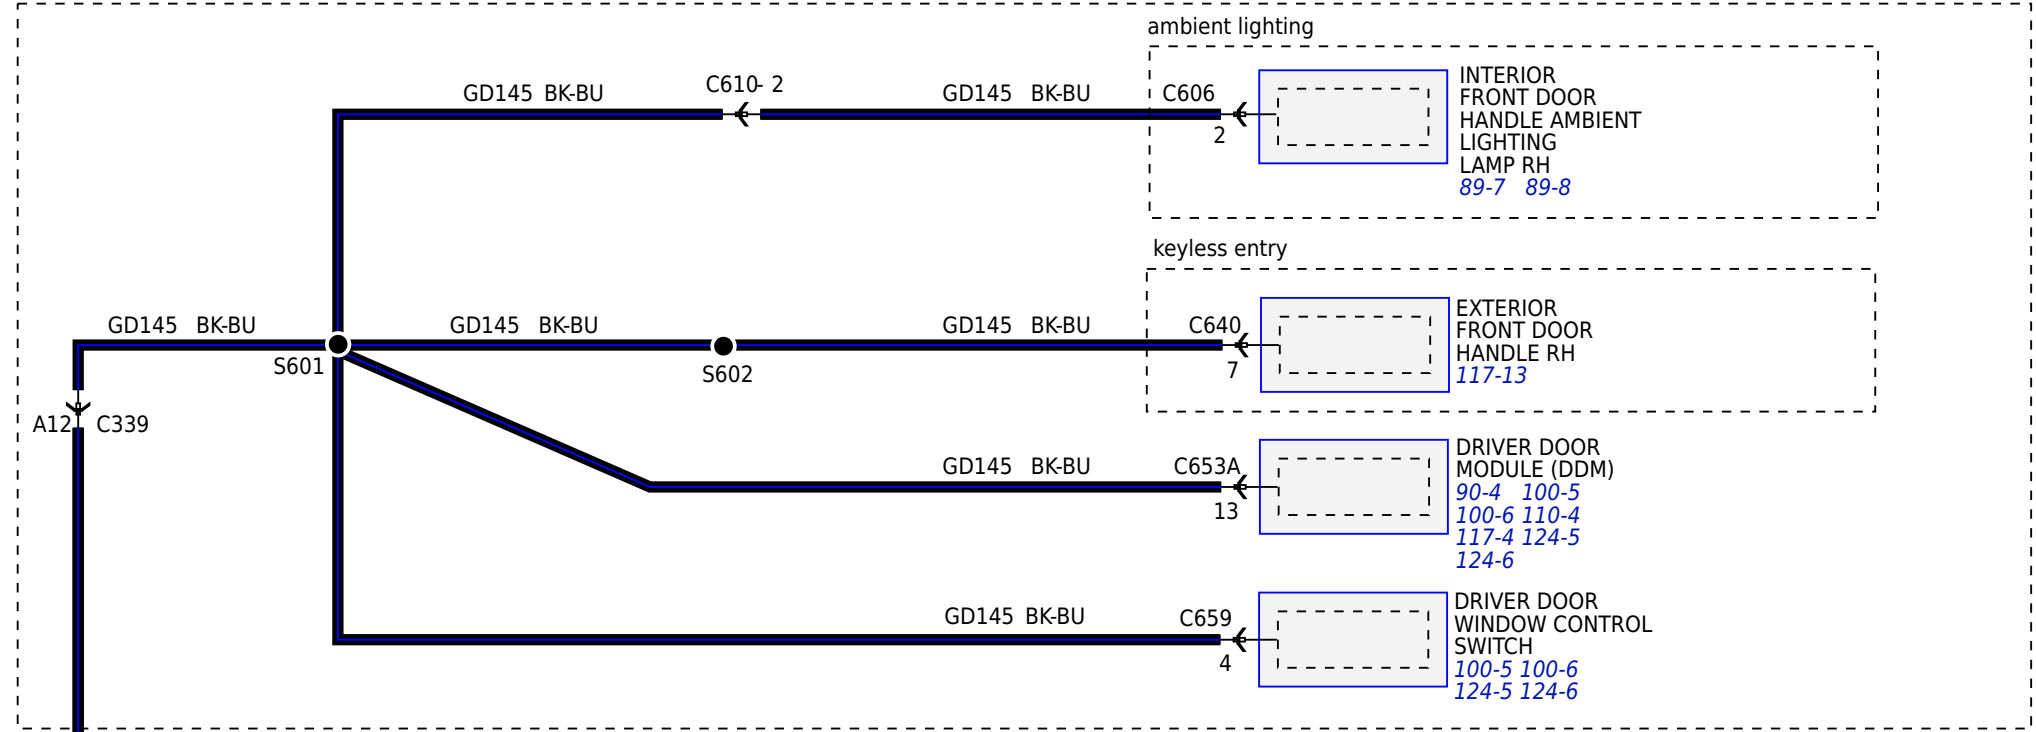 ambient lighting
GD145 BK-BU
C610- 2
GD145 BK-BU
C606
2
INTERIOR
FRONT DOOR
HANDLE AMBIENT
LIGHTING
LAMP RH
89-7 89-8
keyless entry
GD145 BK-BU
S601
GD145 BK-BU
S602
GD145 BK-BU
C640
7
EXTERIOR
FRONT DOOR
HANDLE RH
117-13
A12 C339
GD145 BK-BU
C653A
13
DRIVER DOOR
MODULE (DDM)
90-4 100-5
100-6 110-4
117-4 124-5
124-6
GD145 BK-BU
C659
4
DRIVER DOOR
WINDOW CONTROL
SWITCH
100-5 100-6
124-5 124-6